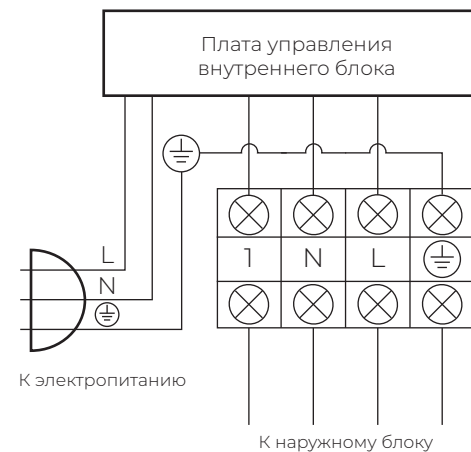 Плата управления
внутреннего блока
L
N
1 N L
К электропитанию
К наружному блоку